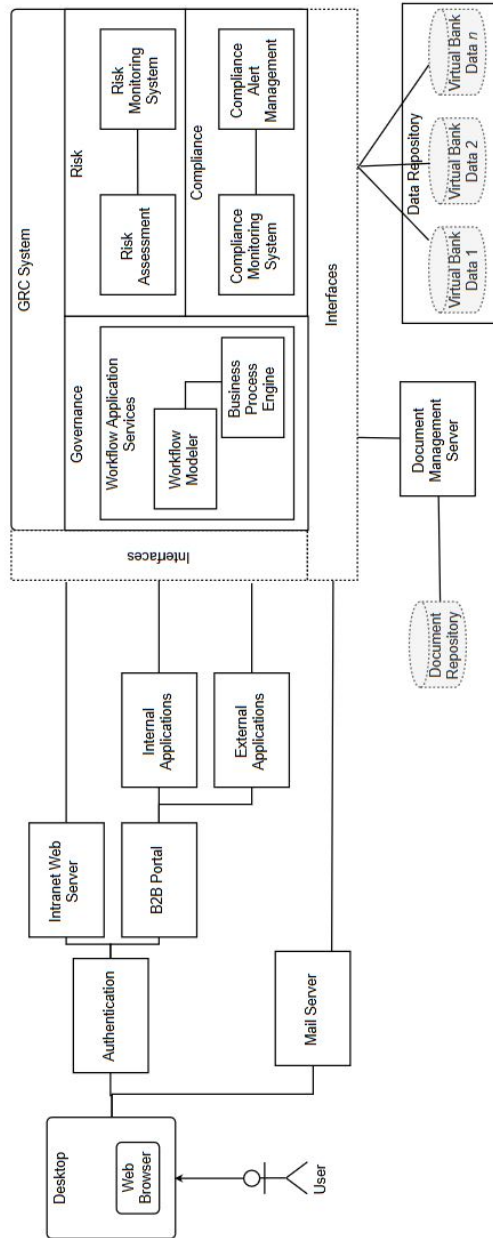 Desktop
Web
Browser
User
Authentication
Mail Server
Intranet Web
Server
B2B Portal
Internal
Applications
External
Applications
Interfaces
GRC System
Governance
Workflow Application
Services
Workflow
Modeler
Business
Process
Engine
Risk
Risk
Assessment
Risk
Monitoring
System
Compliance
Compliance
Monitoring
System
Compliance
Alert
Management
Interfaces
Document
Repository
Document
Management
Server
Data Repository
Virtual Bank
Data 1
Virtual Bank
Data 2
Virtual Bank
Data n